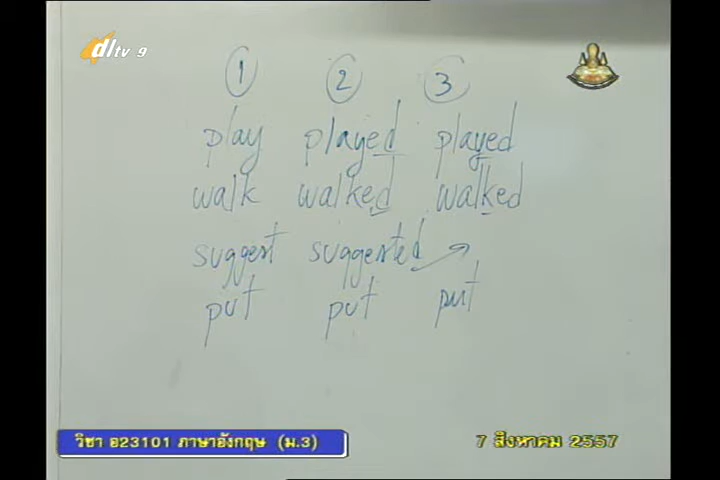 dltv 9
1 2 3
play played played
walk walked walked
suggest suggested
put put put
วิชา อ23101 ภาษาอังกฤษ (ม.3)
7 สิงหาคม 2557